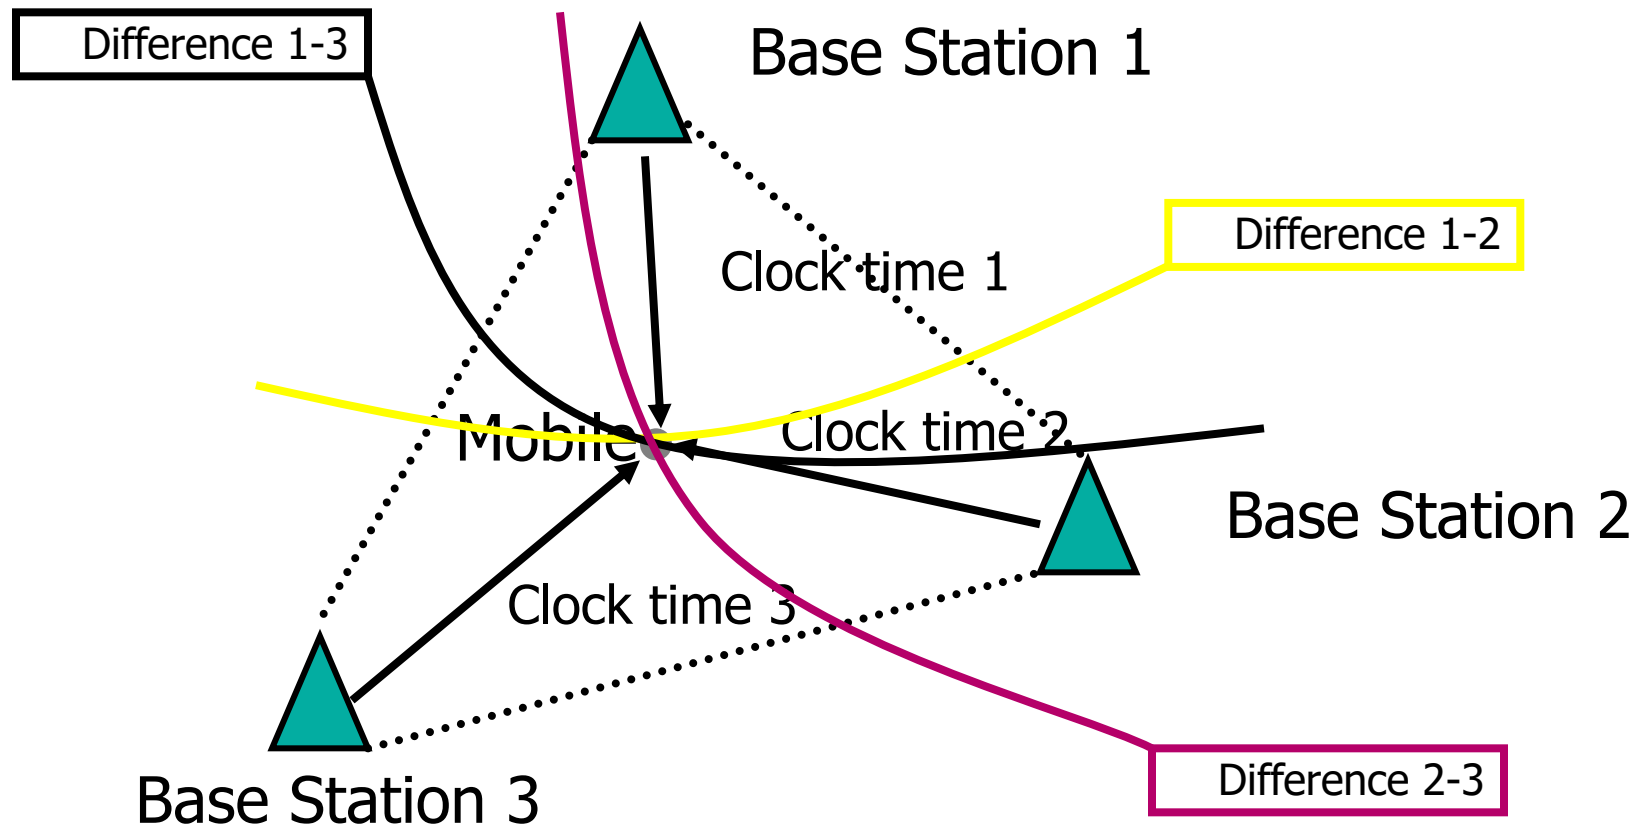 Difference 1-3
Base Station 1
Difference 1-2
Clock time 1
Mobile
Clock time 2
Base Station 2
Clock time 3
Difference 2-3
Base Station 3